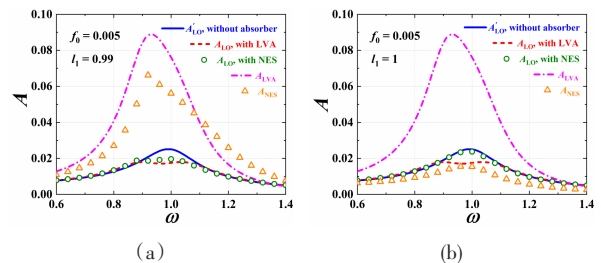 f₀ = 0.005
l₁ = 0.99
A′LO, without absorber
ALO, with LVA
ALO, with NES
ALVA
ANES
0.10
0.08
0.06
0.04
0.02
0.00
A
0.6 0.8 1.0 1.2 1.4
ω
(a)
f₀ = 0.005
l₁ = 1
A′LO, without absorber
ALO, with LVA
ALO, with NES
ALVA
ANES
0.10
0.08
0.06
0.04
0.02
0.00
A
0.6 0.8 1.0 1.2 1.4
ω
(b)